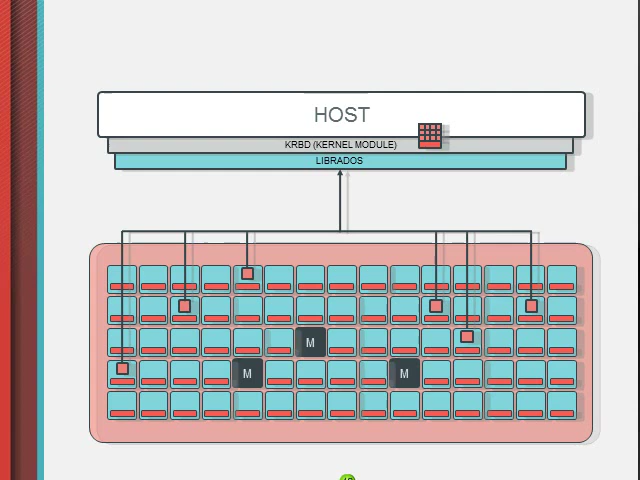 HOST
KRBD (KERNEL MODULE)
LIBRADOS
M
M
M